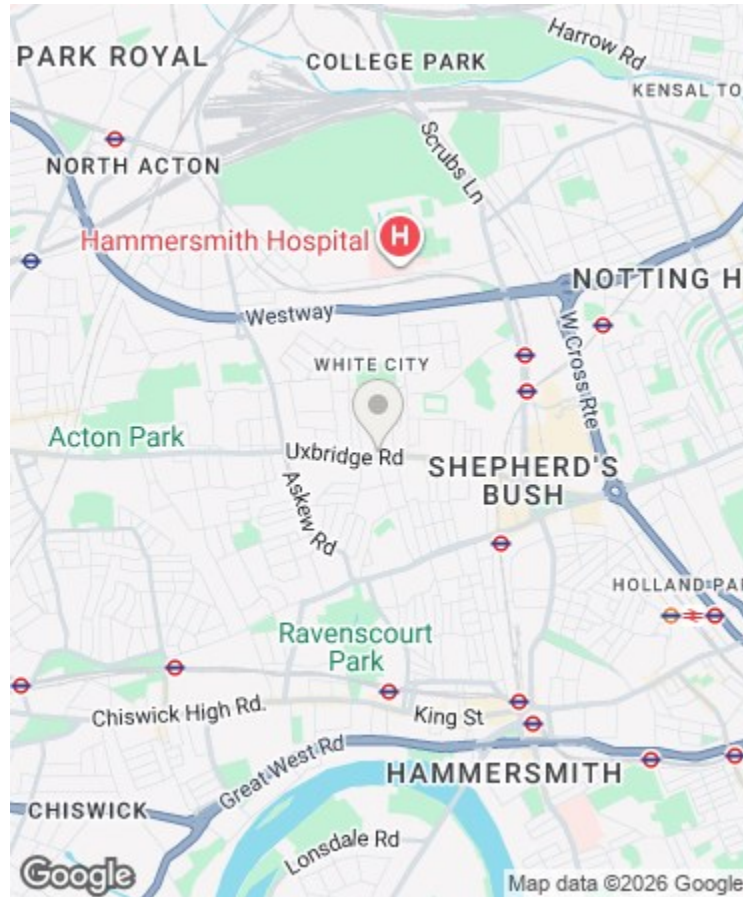 PARK ROYAL
COLLEGE PARK
Harrow Rd
KENSAL TO
Scrubs Ln
NORTH ACTON
Hammersmith Hospital
H
NOTTING H
Westway
W Cross Rte
WHITE CITY
Acton Park
Uxbridge Rd
SHEPHERD'S
BUSH
Askew Rd
HOLLAND PAR
Ravenscourt
Park
Chiswick High Rd.
King St
Great West Rd
HAMMERSMITH
CHISWICK
Lonsdale Rd
Google
Map data ©2026 Google